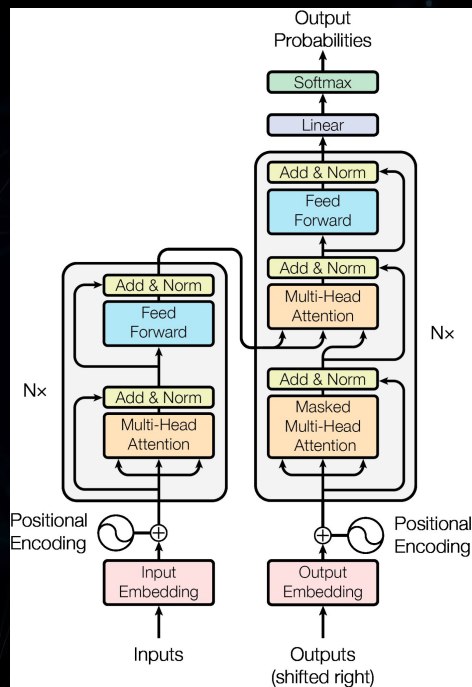 Output
Probabilities
Softmax
Linear
Add & Norm
Feed
Forward
Add & Norm
Multi-Head
Attention
Add & Norm
Masked
Multi-Head
Attention
Nx
Add & Norm
Feed
Forward
Add & Norm
Multi-Head
Attention
Nx
Positional
Encoding
Positional
Encoding
Input
Embedding
Output
Embedding
Inputs
Outputs
(shifted right)